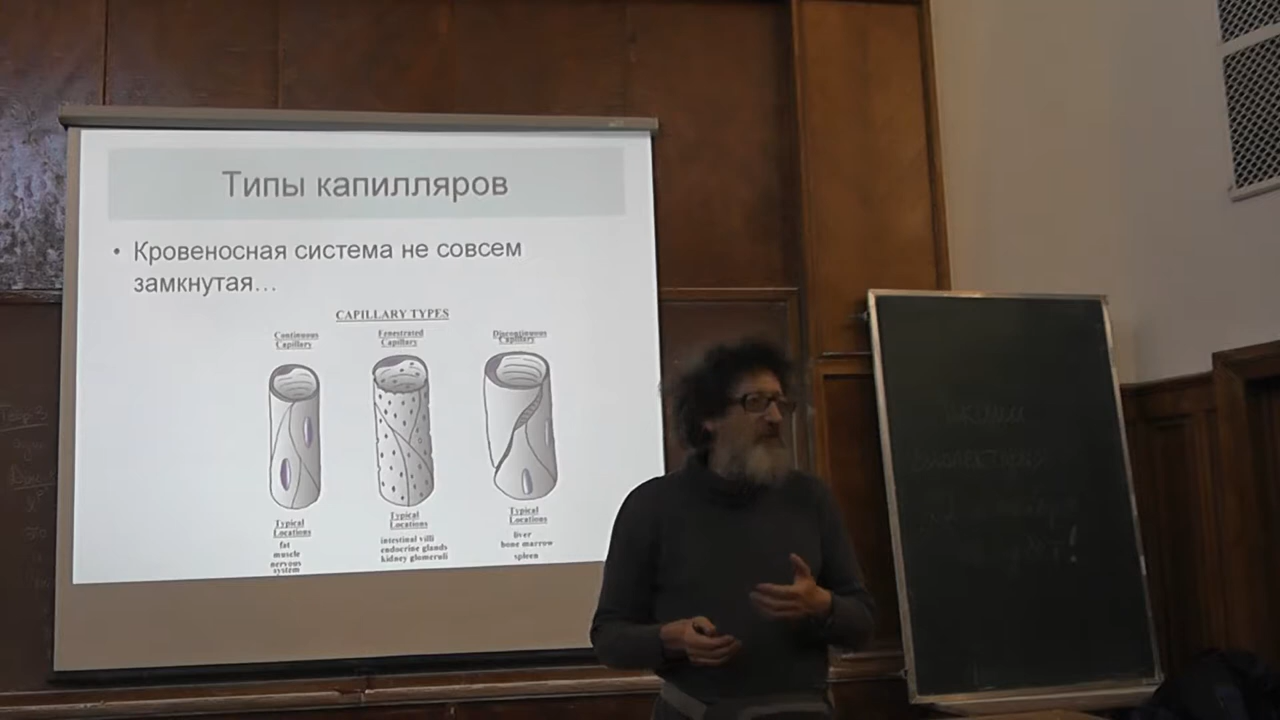 Типы капилляров
• Кровеносная система не совсем
замкнутая…
CAPILLARY TYPES
Continuous
Capillary
Fenestrated
Capillary
Discontinuous
Capillary
Typical
Locations
fat
muscle
nervous
system
Typical
Locations
intestinal villi
endocrine glands
kidney glomeruli
Typical
Locations
liver
bone marrow
spleen